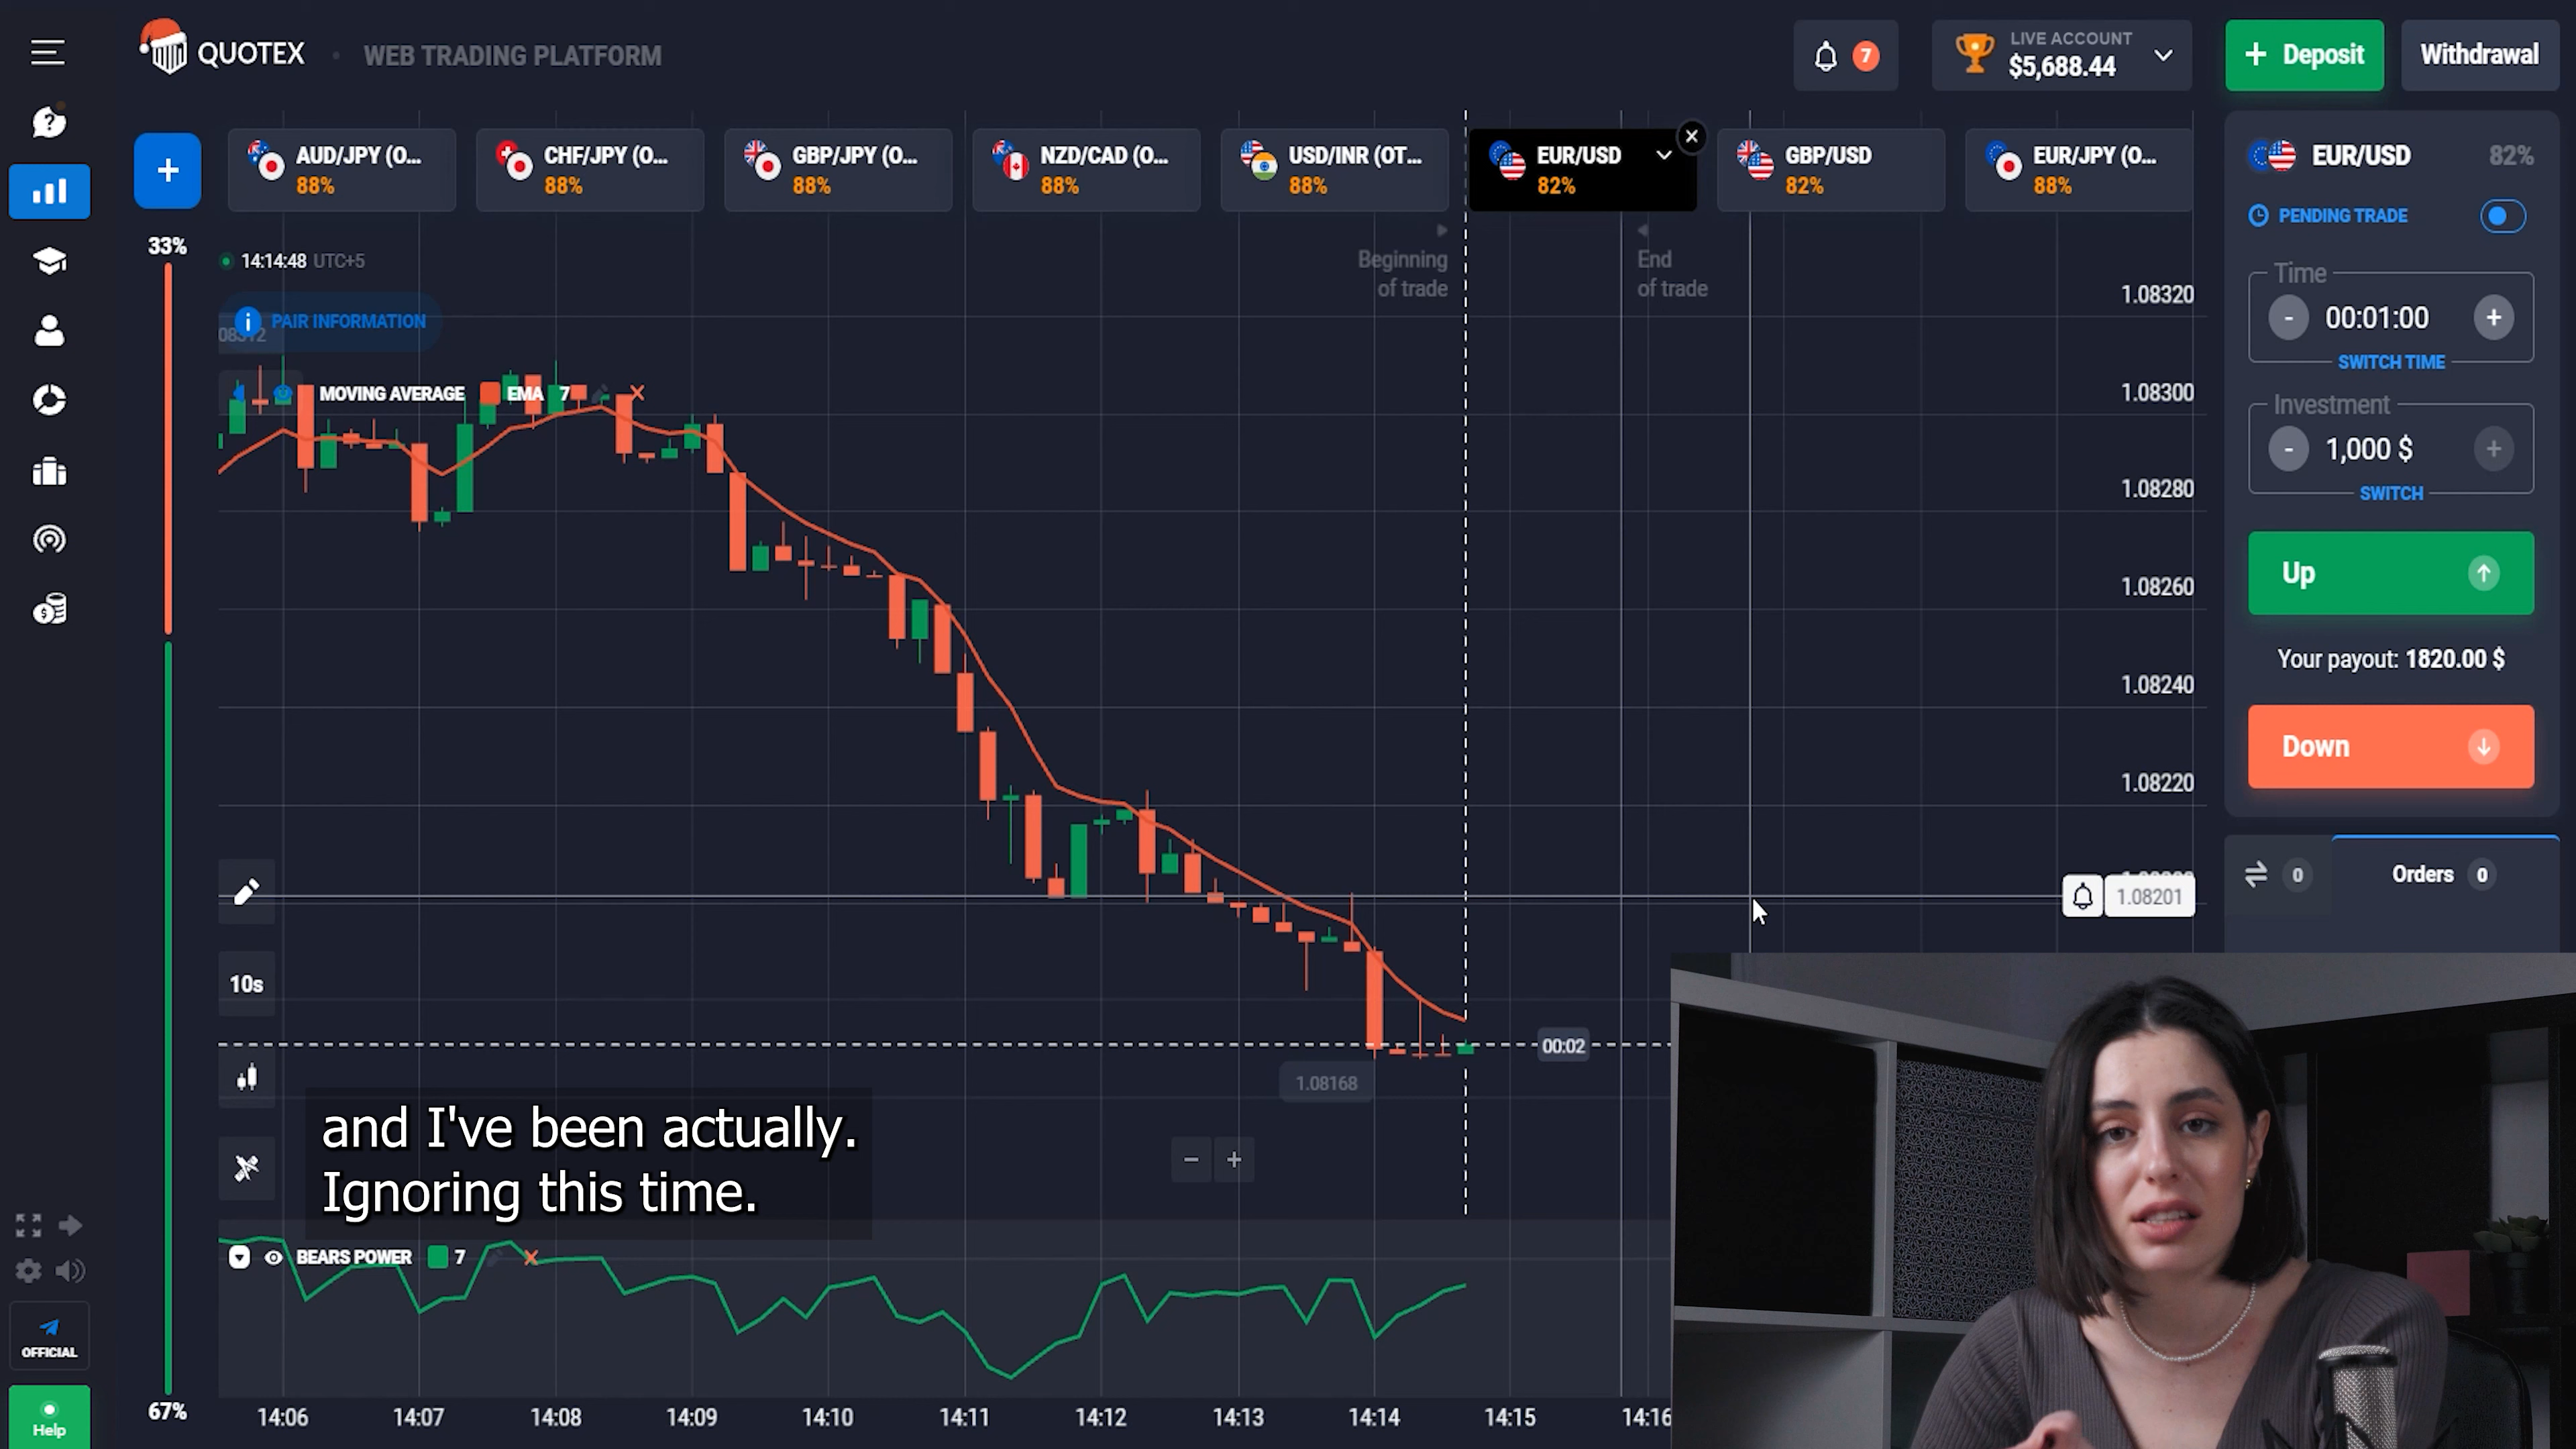 QUOTEX
WEB TRADING PLATFORM
7
LIVE ACCOUNT
$5,688.44
+ Deposit
Withdrawal
AUD/JPY (O...
88%
CHF/JPY (O...
88%
GBP/JPY (O...
88%
NZD/CAD (O...
88%
USD/INR (OT...
88%
EUR/USD
82%
GBP/USD
82%
EUR/JPY (O...
88%
EUR/USD 82%
PENDING TRADE
Time
- 00:01:00 +
SWITCH TIME
Investment
- 1,000 $ +
SWITCH
Up
Your payout: 1820.00 $
Down
0
Orders 0
33%
14:14:48 UTC+5
Beginning
of trade
End
of trade
PAIR INFORMATION
MOVING AVERAGE EMA 7
1.08320
1.08300
1.08280
1.08260
1.08240
1.08220
1.08201
10s
00:02
1.08168
and I've been actually.
Ignoring this time.
− +
BEARS POWER 7
OFFICIAL
Help
67%
14:06 14:07 14:08 14:09 14:10 14:11 14:12 14:13 14:14 14:15 14:16